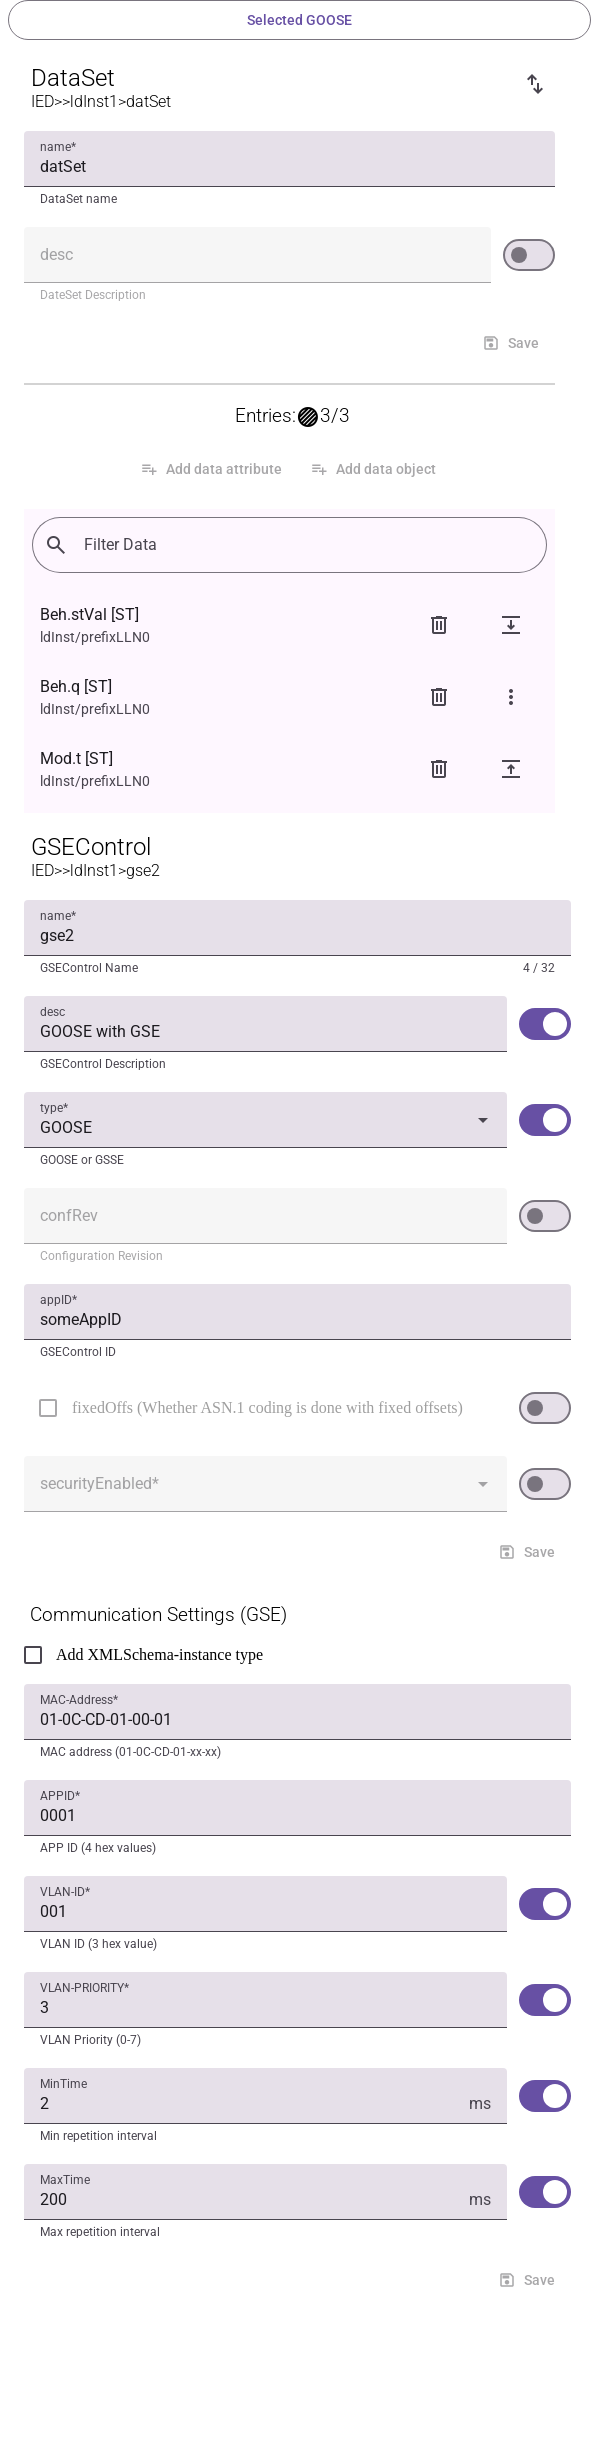 Selected GOOSE
DataSet
IED>>ldInst1>datSet
name*
datSet
DataSet name
desc
DateSet Description
Save
Entries: 3/3
Add data attribute
Add data object
Filter Data
Beh.stVal [ST]
ldInst/prefixLLN0
Beh.q [ST]
ldInst/prefixLLN0
Mod.t [ST]
ldInst/prefixLLN0
GSEControl
IED>>ldInst1>gse2
name*
gse2
GSEControl Name
4 / 32
desc
GOOSE with GSE
GSEControl Description
type*
GOOSE
GOOSE or GSSE
confRev
Configuration Revision
appID*
someAppID
GSEControl ID
fixedOffs (Whether ASN.1 coding is done with fixed offsets)
securityEnabled*
Save
Communication Settings (GSE)
Add XMLSchema-instance type
MAC-Address*
01-0C-CD-01-00-01
MAC address (01-0C-CD-01-xx-xx)
APPID*
0001
APP ID (4 hex values)
VLAN-ID*
001
VLAN ID (3 hex value)
VLAN-PRIORITY*
3
VLAN Priority (0-7)
MinTime
2 ms
Min repetition interval
MaxTime
200 ms
Max repetition interval
Save